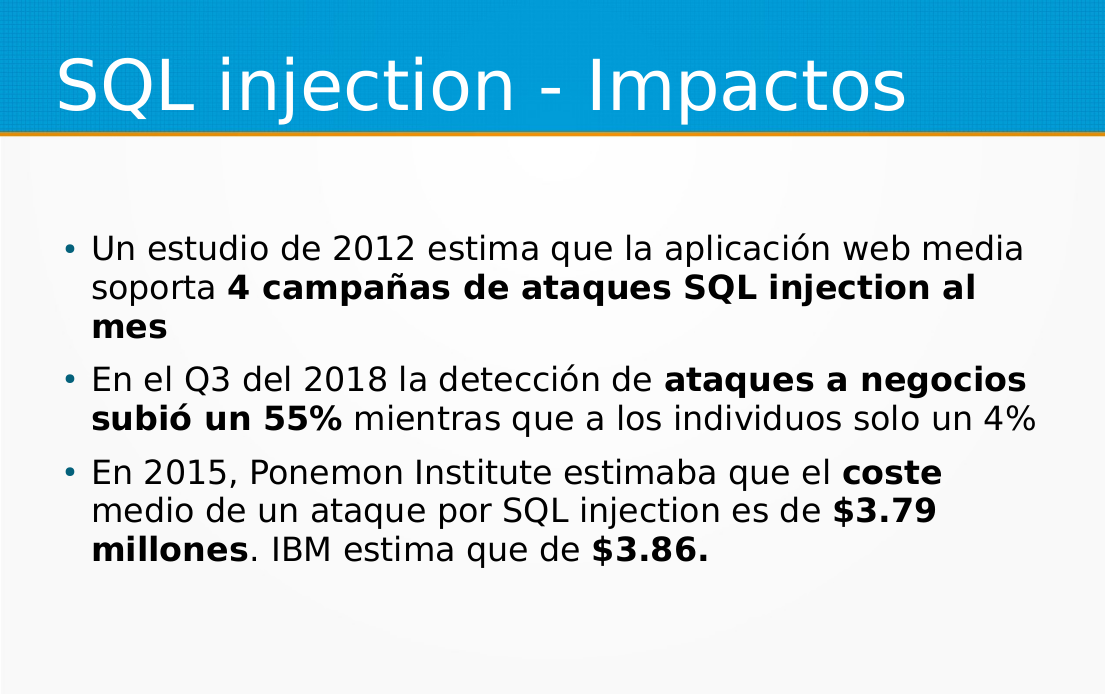 SQL injection - Impactos
• Un estudio de 2012 estima que la aplicación web media
soporta 4 campañas de ataques SQL injection al
mes
• En el Q3 del 2018 la detección de ataques a negocios
subió un 55% mientras que a los individuos solo un 4%
• En 2015, Ponemon Institute estimaba que el coste
medio de un ataque por SQL injection es de $3.79
millones. IBM estima que de $3.86.